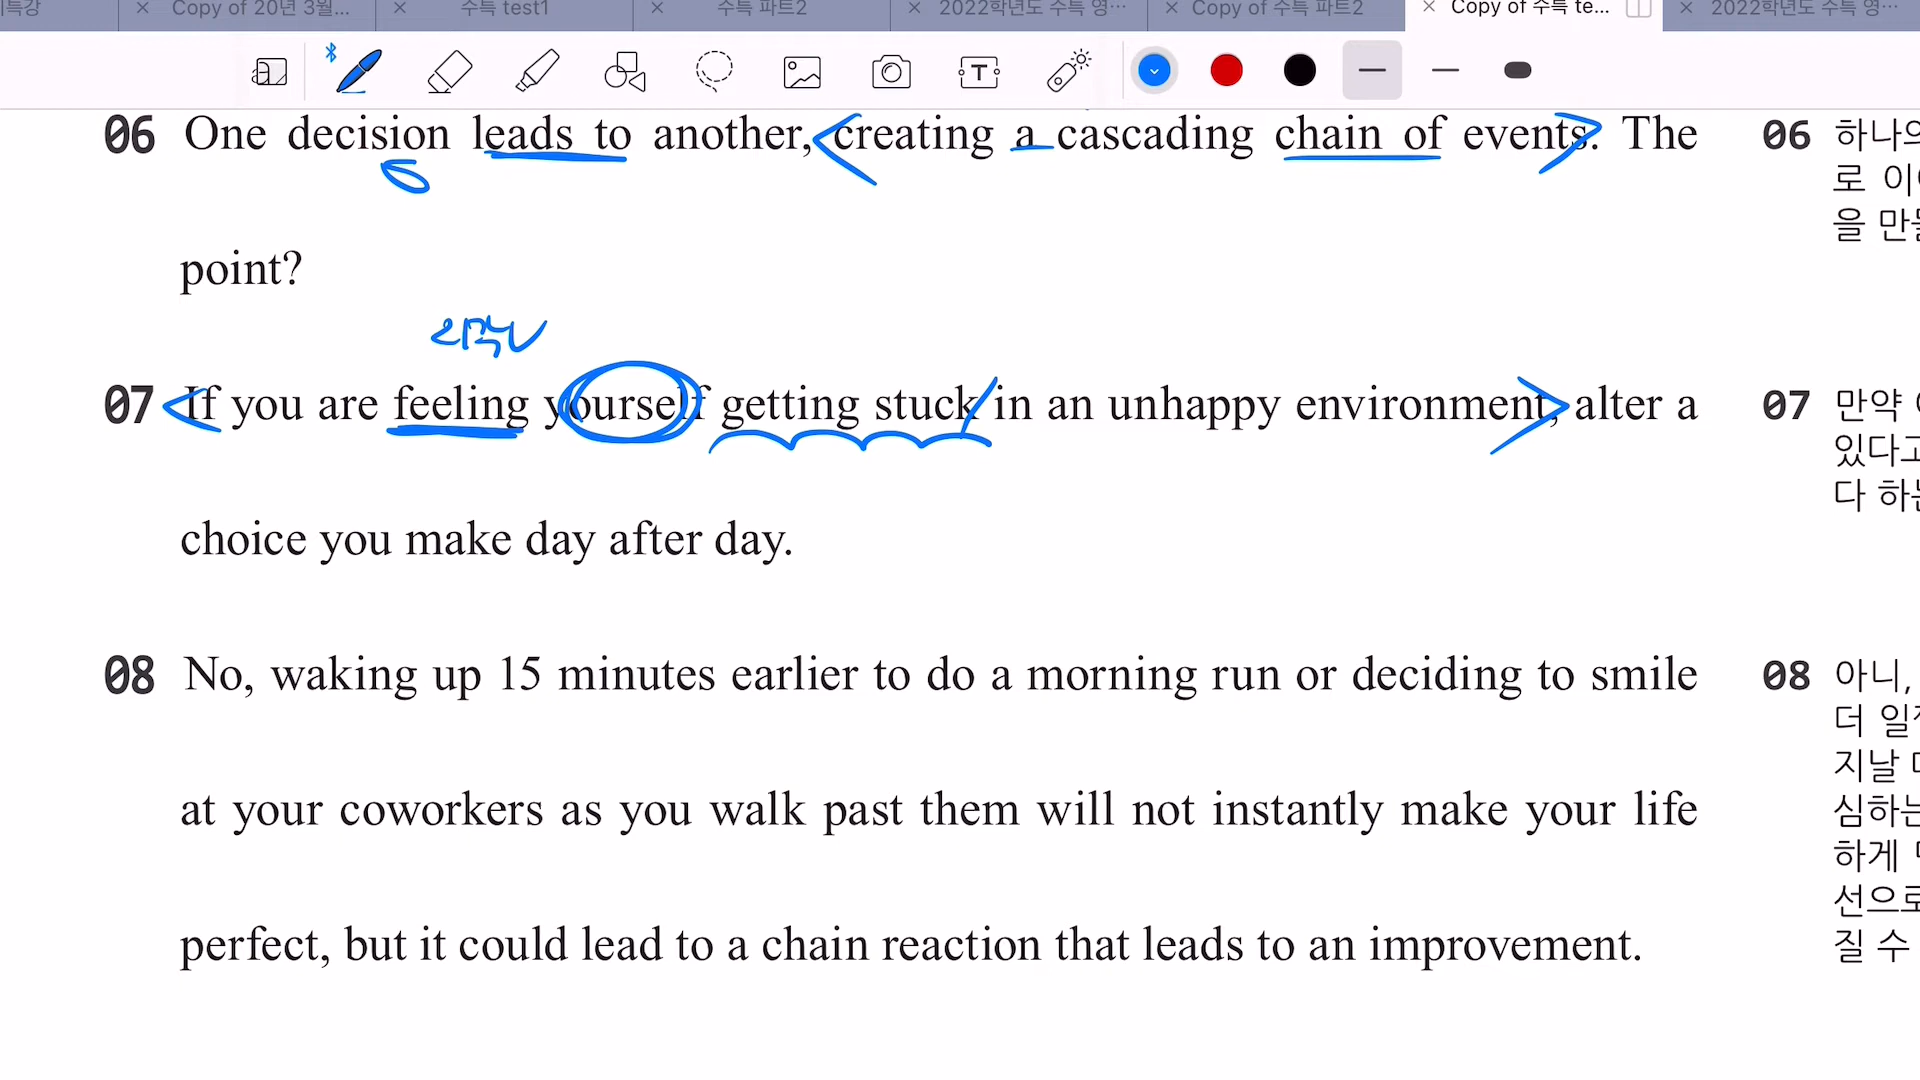 특강
Copy of 20년 3월...
수특 test1
수특 파트2
2022학년도 수특 영...
Copy of 수특 파트2
Copy of 수특 te...
2022학년도 수특 영...
T
06 One decision leads to another, creating a cascading chain of events. The
point?
07 If you are feeling yourself getting stuck in an unhappy environment, alter a
choice you make day after day.
08 No, waking up 15 minutes earlier to do a morning run or deciding to smile
at your coworkers as you walk past them will not instantly make your life
perfect, but it could lead to a chain reaction that leads to an improvement.
06 하나의
로
을
07 만약
있다고
다
08 아니,
더
지날
하게
선으로
질 수